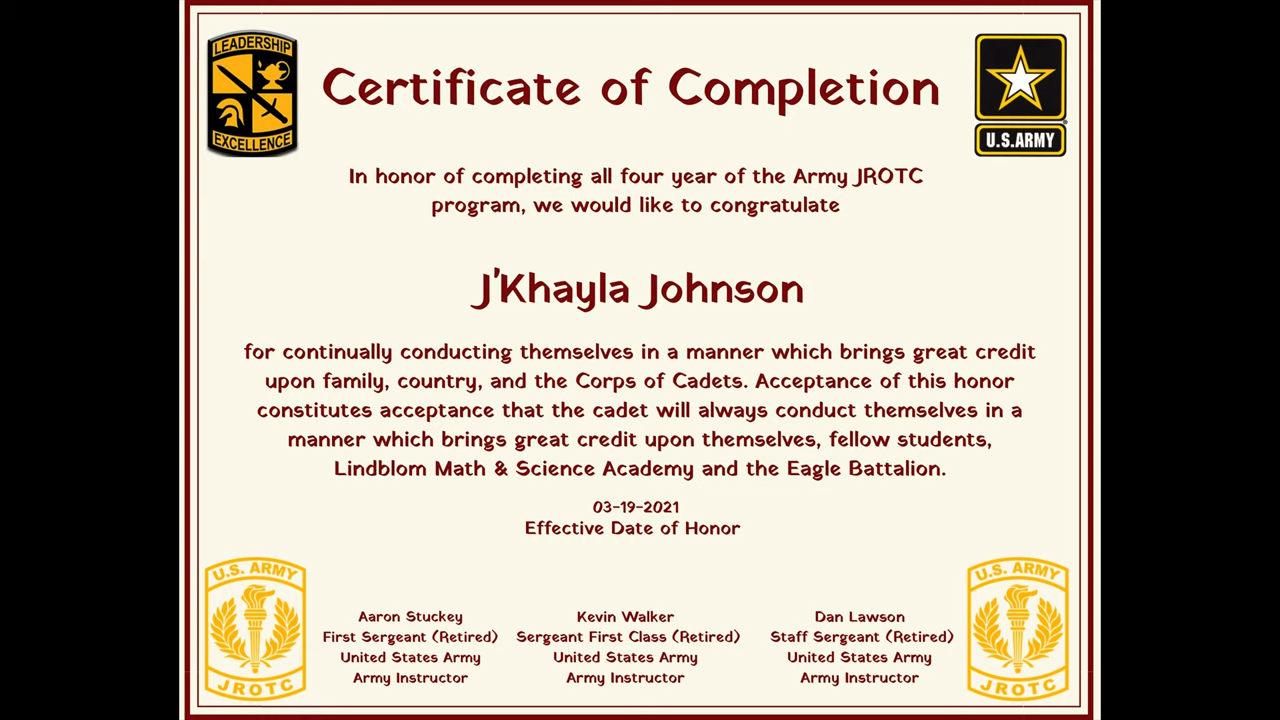 LEADERSHIP
EXCELLENCE
Certificate of Completion
U.S.ARMY
In honor of completing all four year of the Army JROTC
program, we would like to congratulate
J'Khayla Johnson
for continually conducting themselves in a manner which brings great credit
upon family, country, and the Corps of Cadets. Acceptance of this honor
constitutes acceptance that the cadet will always conduct themselves in a
manner which brings great credit upon themselves, fellow students,
Lindblom Math & Science Academy and the Eagle Battalion.
03-19-2021
Effective Date of Honor
U.S. ARMY
JROTC
Aaron Stuckey
First Sergeant (Retired)
United States Army
Army Instructor
Kevin Walker
Sergeant First Class (Retired)
United States Army
Army Instructor
Dan Lawson
Staff Sergeant (Retired)
United States Army
Army Instructor
U.S. ARMY
JROTC